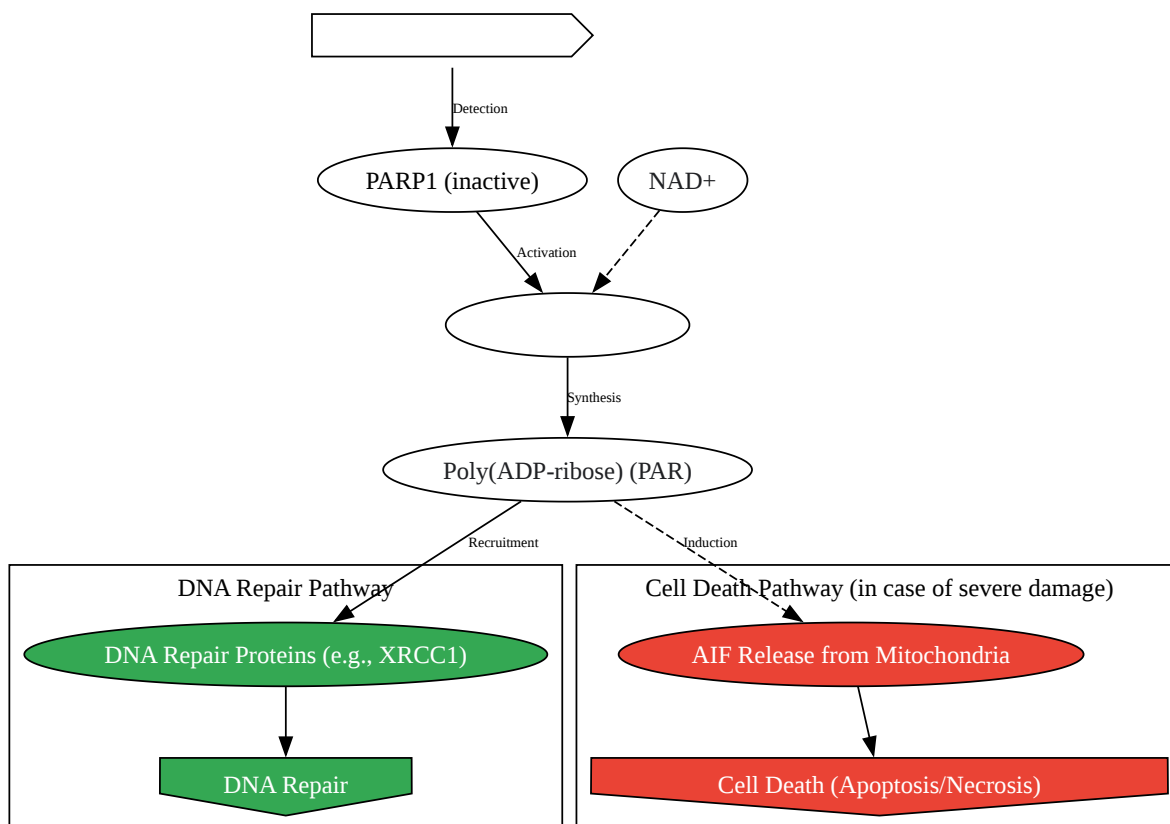 Detection
PARP1 (inactive)
NAD+
Activation
Synthesis
Poly(ADP-ribose) (PAR)
Recruitment
Induction
DNA Repair Pathway
Cell Death Pathway (in case of severe damage)
DNA Repair Proteins (e.g., XRCC1)
AIF Release from Mitochondria
DNA Repair
Cell Death (Apoptosis/Necrosis)